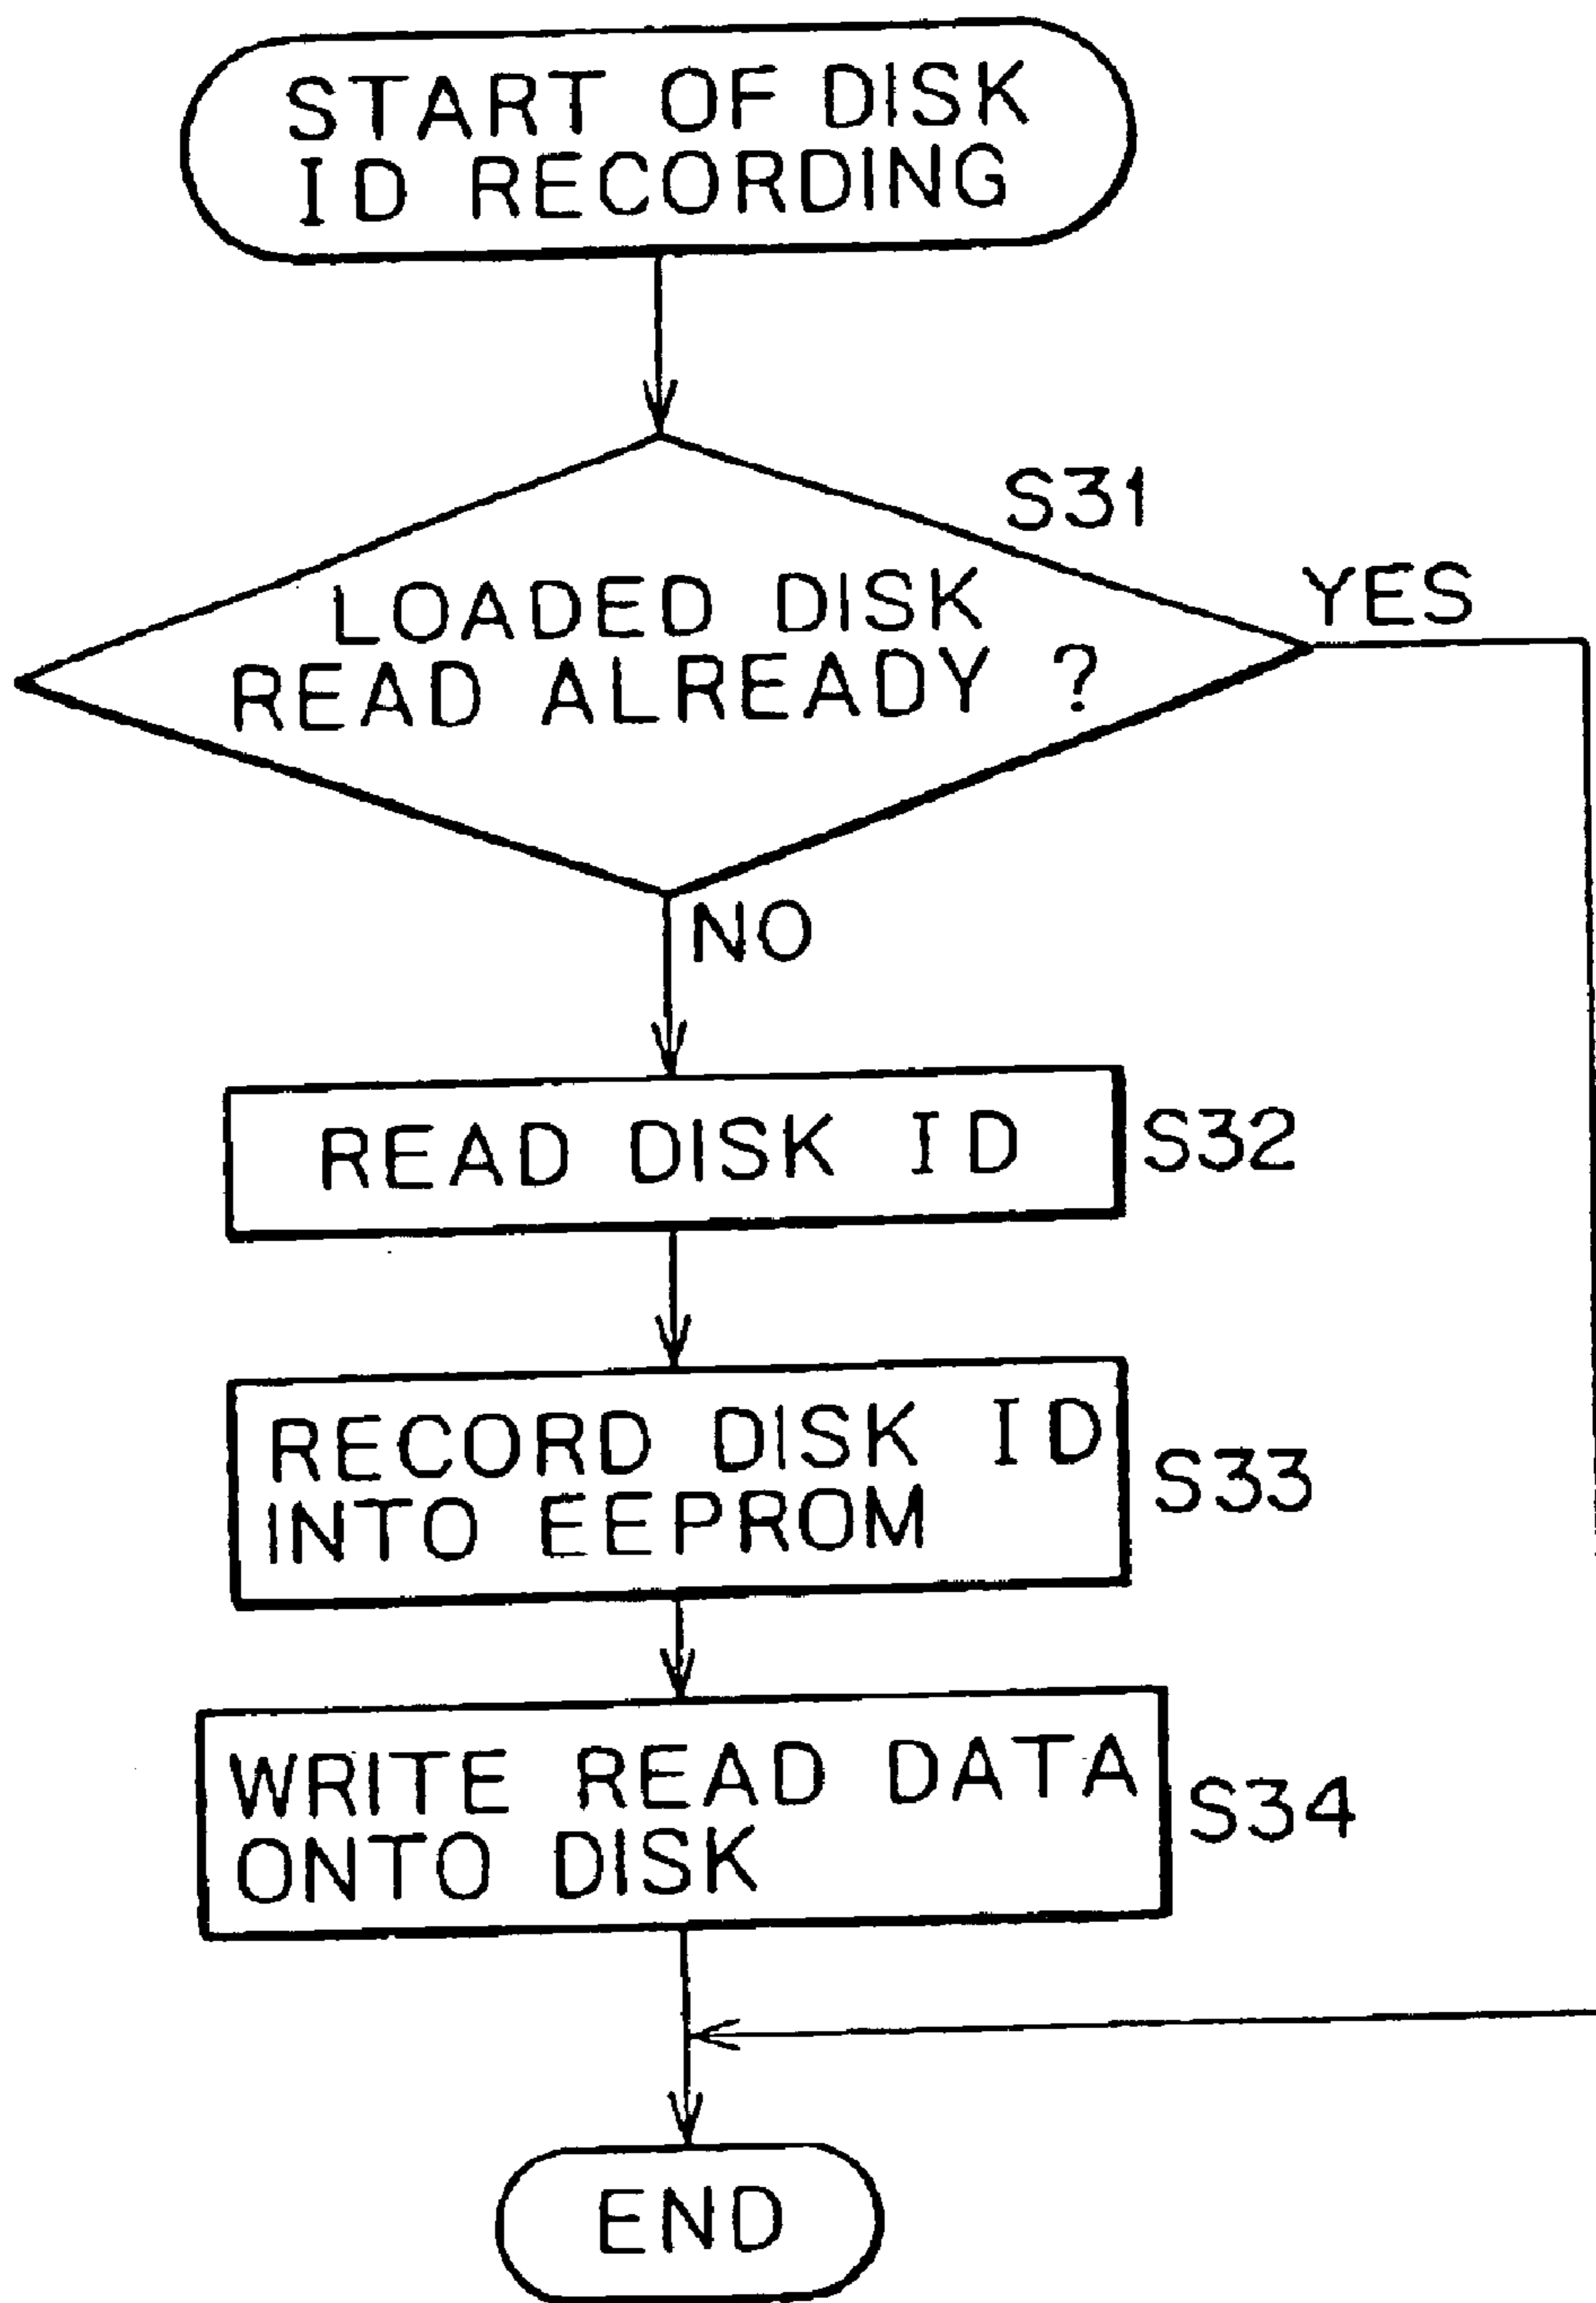 START OF DISK
ID RECORDING
S31
LOADED DISK
READ ALREADY ?
YES
NO
READ DISK ID
S32
RECORD DISK ID
INTO EEPROM
S33
WRITE READ DATA
ONTO DISK
S34
END